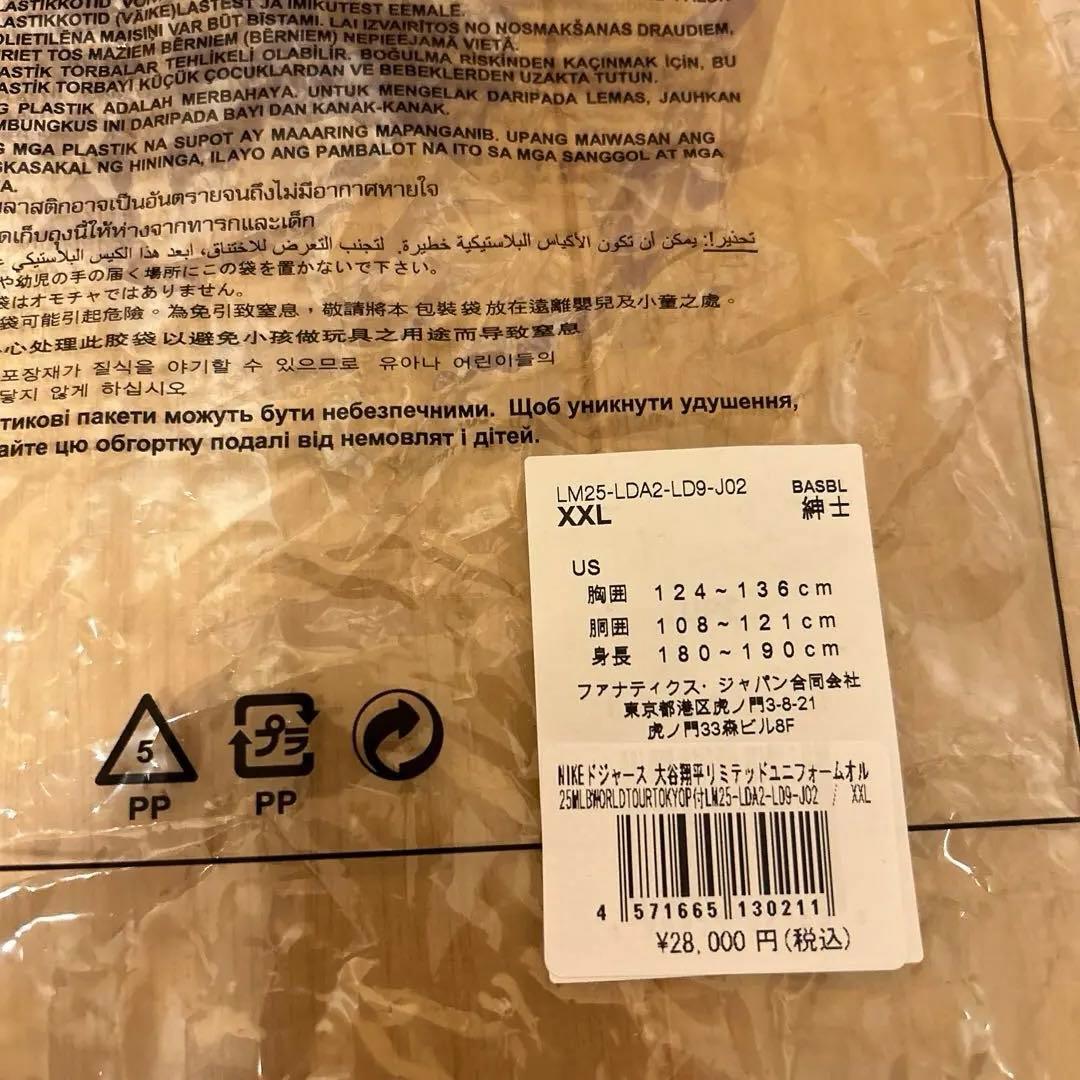 LASTIKKOTID (VÄIKE)LASTEST JA IMIKUTEST EEMALE.
OLIETILĒNA MAISIŅI VAR BŪT BĪSTAMI. LAI IZVAIRĪTOS NO NOSMAKŠANAS DRAUDIEM,
RIET TOS MAZIEM BĒRNIEM (BĒRNIEM) NEPIEEJAMĀ VIETĀ.
ASTİK TORBALAR TEHLİKELİ OLABİLİR. BOĞULMA RİSKİNDEN KAÇINMAK İÇİN, BU
ASTİK TORBAYI KÜÇÜK ÇOCUKLARDAN VE BEBEKLERDEN UZAKTA TUTUN.
G PLASTIK ADALAH MERBAHAYA. UNTUK MENGELAK DARIPADA LEMAS, JAUHKAN
MBUNGKUS INI DARIPADA BAYI DAN KANAK-KANAK.
G MGA PLASTIK NA SUPOT AY MAAARING MAPANGANIB. UPANG MAIWASAN ANG
GKASAKAL NG HININGA, ILAYO ANG PAMBALOT NA ITO SA MGA SANGGOL AT MGA
A.
ลาสติกอาจเป็นอันตรายจนถึงไม่มีอากาศหายใจ
ดเก็บถุงนี้ให้ห่างจากทารกและเด็ก
تحذير!: يمكن أن تكون الأكياس البلاستيكية خطيرة. لتجنب التعرض للاختناق، ابعد هذا الكيس البلاستيكي
や幼児の手の届く場所にこの袋を置かないで下さい。
袋はオモチャではありません。
袋可能引起危險。為免引致窒息，敬請將本 包裝袋 放在遠離嬰兒及小童之處。
心处理此胶袋以避免小孩做玩具之用途而导致窒息
포장재가 질식을 야기할 수 있으므로 유아나 어린이들의
닿지 않게 하십시오
тикові пакети можуть бути небезпечними. Щоб уникнути удушення,
айте цю обгортку подалі від немовлят і дітей.
5
PP
プラ
PP
LM25-LDA2-LD9-J02 BASBL
XXL 紳士
US
胸囲 124~136cm
胴囲 108~121cm
身長 180~190cm
ファナティクス・ジャパン合同会社
東京都港区虎ノ門3-8-21
虎ノ門33森ビル8F
NIKEドジャース 大谷翔平リミテッドユニフォームオル
25MLBWORLDTOURTOKYOP付LM25-LDA2-LD9-J02 / XXL
4 571665 130211
¥28,000 円(税込)